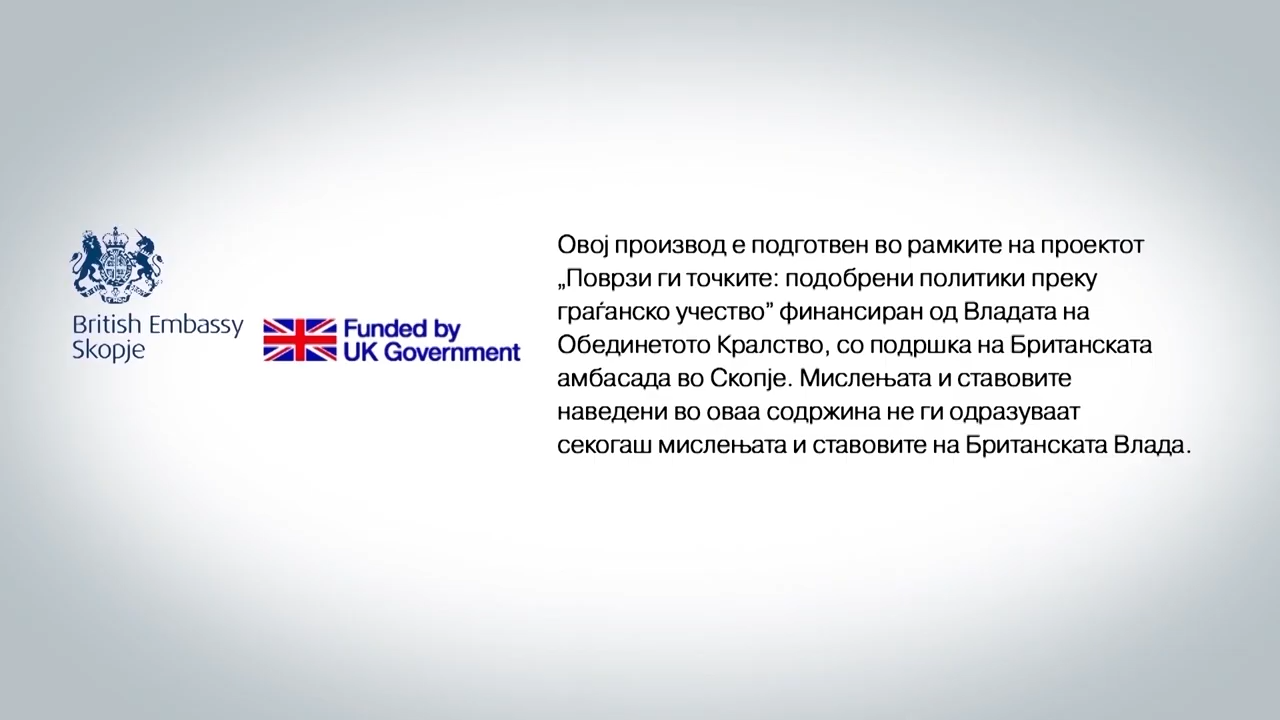 British Embassy
Skopje
Funded by
UK Government
Овој производ е подготвен во рамките на проектот
„Поврзи ги точките: подобрени политики преку
граѓанско учество” финансиран од Владата на
Обединетото Кралство, со подршка на Британската
амбасада во Скопје. Мислењата и ставовите
наведени во оваа содржина не ги одразуваат
секогаш мислењата и ставовите на Британската Влада.